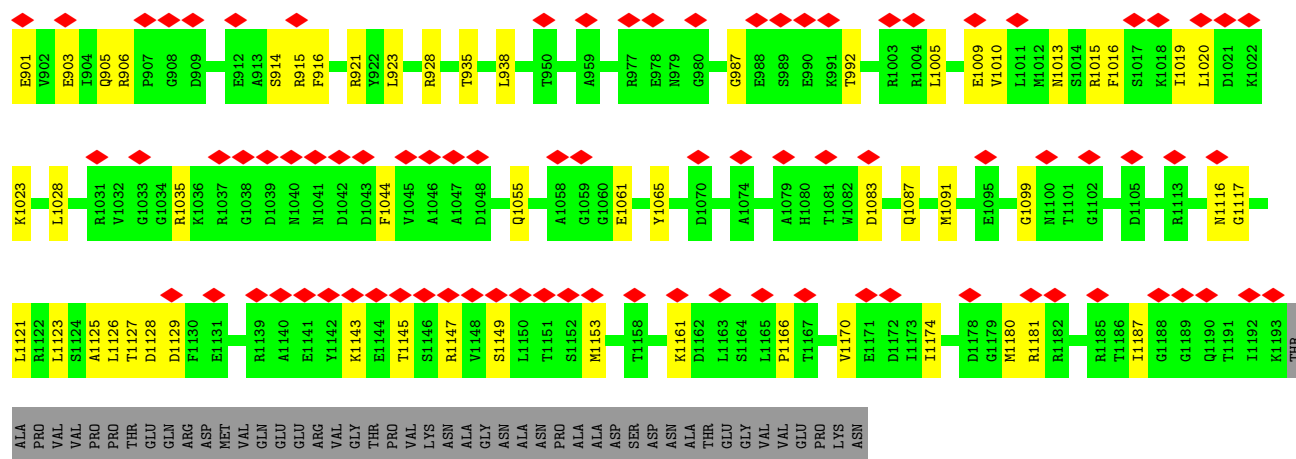 E901 V902 E903 I904 Q905 R906 P907 G908 D909 E912 A913 S914 R915 F916 R921 Y922 L923 R928 T935 L938 T950 A959 R977 E978 N979 G980 G987 E988 S989 E990 K991 T992 R1003 R1004 L1005 E1009 V1010 L1011 M1012 N1013 S1014 R1015 F1016 S1017 K1018 I1019 L1020 D1021 K1022
K1023 L1028 R1031 V1032 G1033 G1034 R1035 K1036 R1037 G1038 D1039 N1040 N1041 D1042 D1043 F1044 V1045 A1046 A1047 D1048 Q1055 A1058 G1059 G1060 E1061 Y1065 D1070 A1074 A1079 H1080 T1081 W1082 D1083 Q1087 M1091 E1095 G1099 N1100 T1101 G1102 D1105 R1113 N1116 G1117
L1121 R1122 L1123 S1124 A1125 L1126 T1127 D1128 D1129 F1130 E1131 R1139 A1140 E1141 Y1142 K1143 E1144 T1145 S1146 R1147 V1148 S1149 L1150 T1151 S1152 M1153 T1158 K1161 D1162 L1163 S1164 L1165 P1166 T1167 V1170 E1171 D1172 I1173 I1174 D1178 G1179 M1180 R1181 R1182 R1185 T1186 I1187 G1188 G1189 Q1190 T1191 I1192 K1193 THR
ALA PRO VAL VAL PRO PRO THR GLU GLN ARG ASP MET VAL GLN GLU GLU ARG VAL GLY THR PRO VAL LYS ASN ALA GLY ASN ALA ASN PRO ALA ALA ASP SER ASP ASN ALA THR GLU GLY VAL VAL GLU PRO LYS ASN